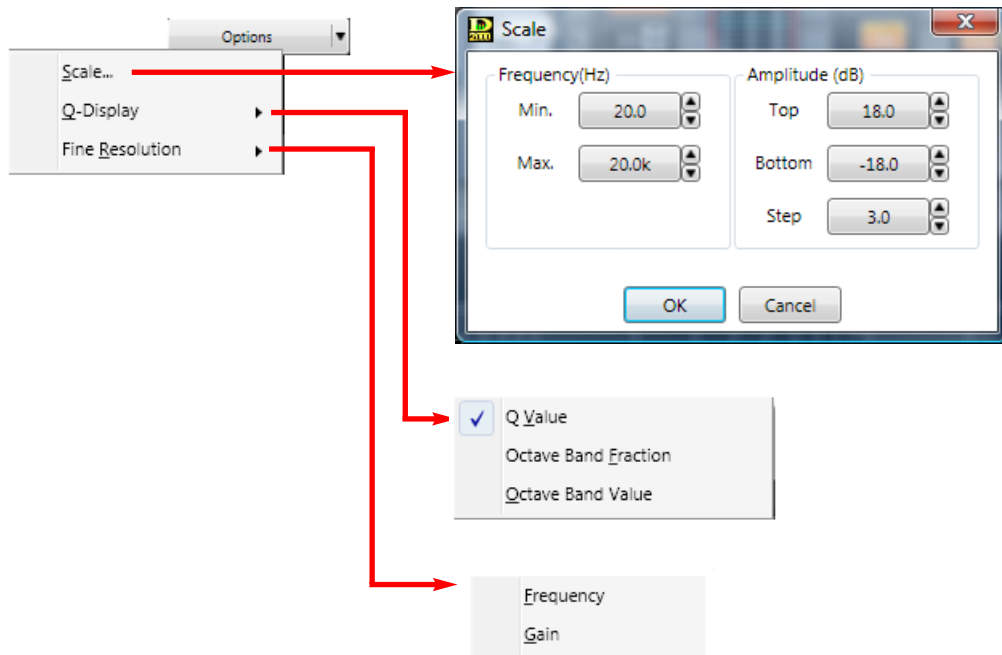 Options
Scale...
Q-Display
Fine Resolution
Scale
Frequency(Hz)
Min. 20.0
Max. 20.0k
Amplitude (dB)
Top 18.0
Bottom -18.0
Step 3.0
OK Cancel
Q Value
Octave Band Fraction
Octave Band Value
Frequency
Gain